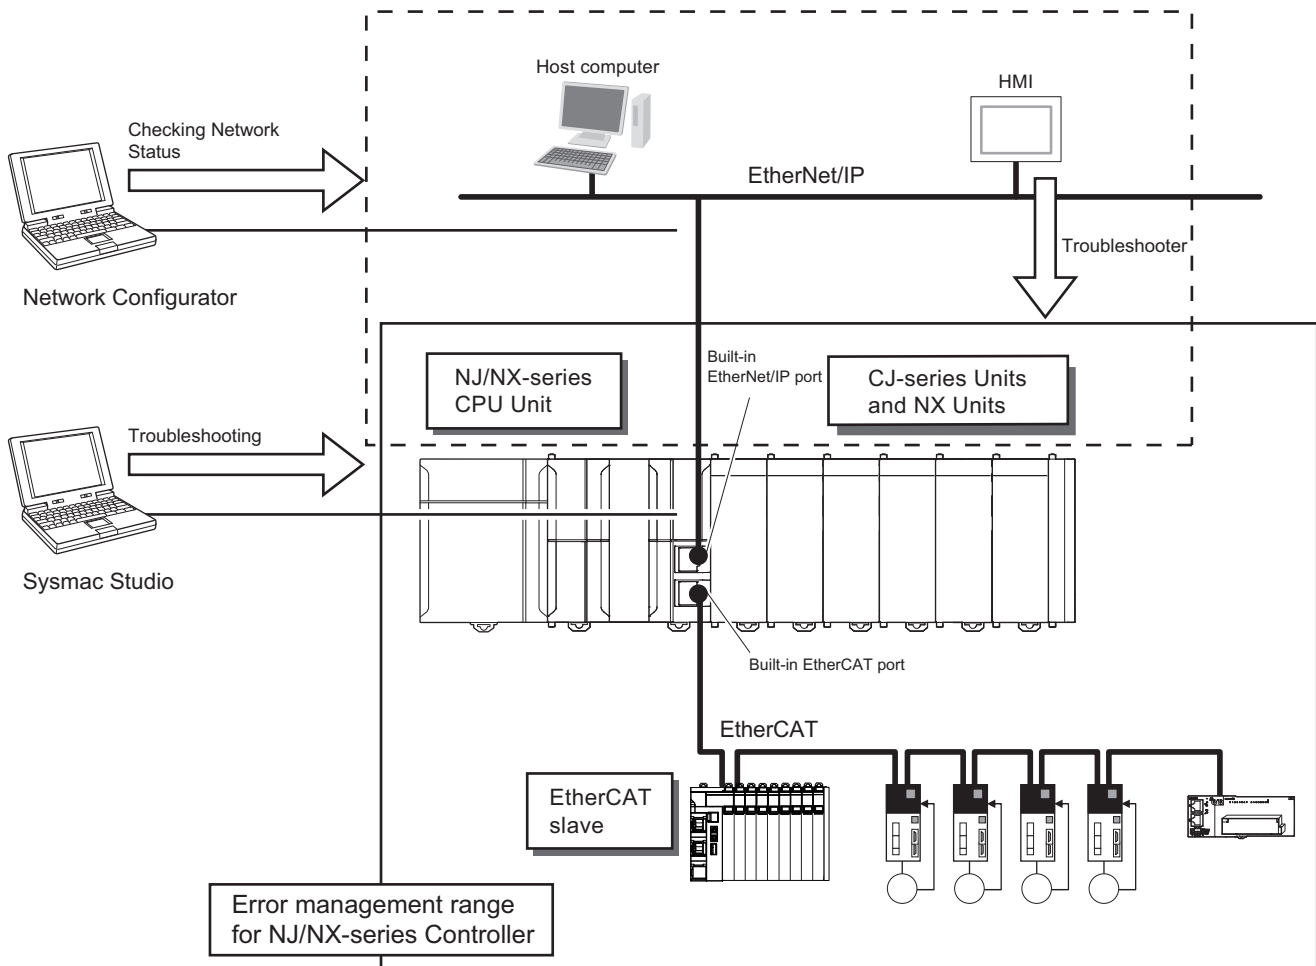 Host computer
HMI
Checking Network
Status
EtherNet/IP
Troubleshooter
Network Configurator
NJ/NX-series
CPU Unit
Built-in
EtherNet/IP port
CJ-series Units
and NX Units
Troubleshooting
Sysmac Studio
Built-in EtherCAT port
EtherCAT
EtherCAT
slave
Error management range
for NJ/NX-series Controller